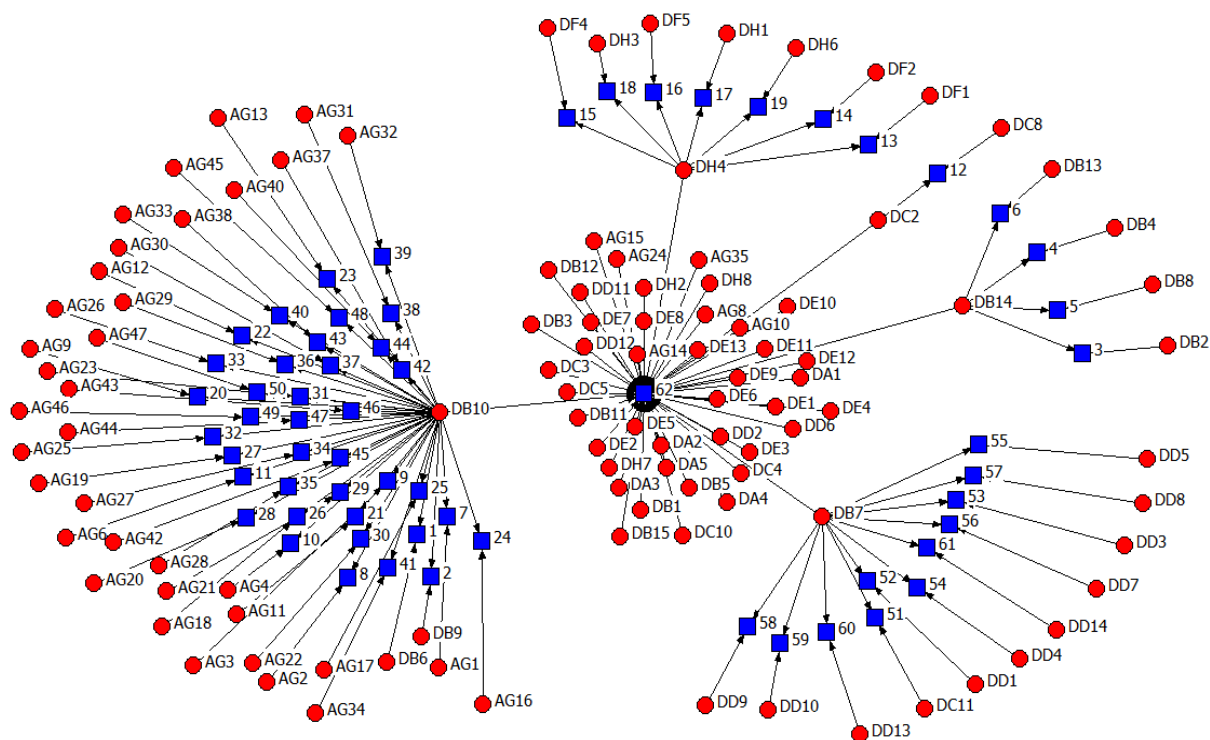 DF4
DF5
DH1
DH3
DH6
DF2
DF1
DC8
18
16
17
15
19
14
13
12
DH4
AG13
AG31
AG32
AG37
AG45
AG40
AG33
AG38
AG30
AG12
AG29
AG26
AG47
AG9
AG23
AG43
AG46
AG44
AG25
AG19
AG27
AG6
AG42
AG20
AG28
AG21
AG4
AG18
AG11
AG3
AG22
AG2
AG17
AG34
DB6
DB9
AG1
AG16
39
23
38
40
48
22
43
44
33
36
37
42
20
50
31
46
49
47
32
27
34
45
11
35
29
9
25
28
26
21
7
10
30
1
24
8
41
2
DB10
DC2
DB13
6
DB4
4
DB8
5
DB14
DB2
3
AG15
AG24
AG35
DB12
DD11
DH2
DH8
DE10
DB3
DE7
DE8
AG8
AG10
DD12
AG14
DE13
DE11
DE12
DC3
DE9
DA1
DC5
62
DE6
DE1
DE4
DB11
DE5
DD2
DD6
DE2
DA2
DE3
DH7
DA5
DC4
DA3
DB5
DA4
DB1
DB15
DC10
DB7
55
DD5
57
DD8
53
56
DD3
61
52
54
DD7
58
59
60
51
DD14
DD4
DD1
DC11
DD9
DD10
DD13